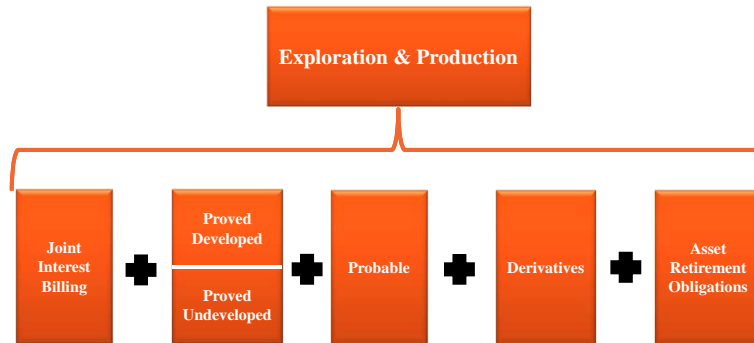 Exploration & Production
Joint
Interest
Billing
Proved
Developed
Proved
Undeveloped
Probable
Derivatives
Asset
Retirement
Obligations